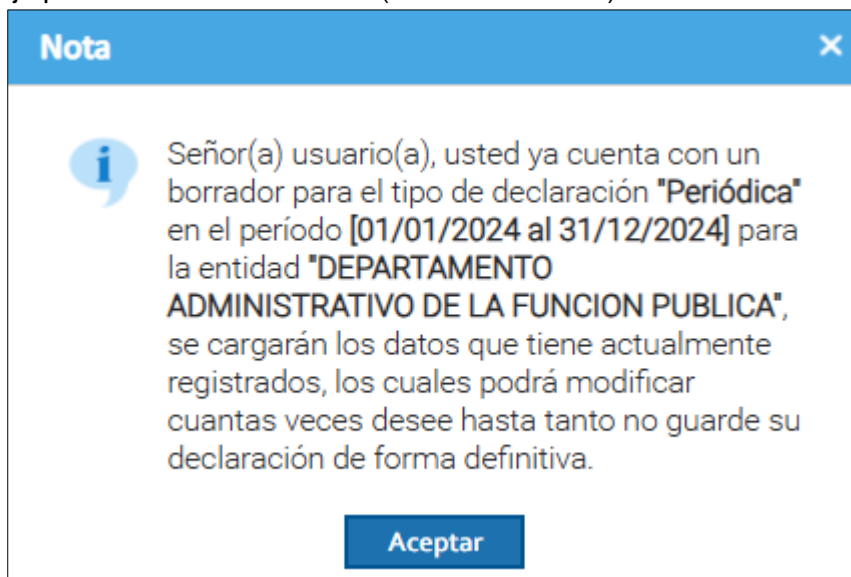 Nota
Señor(a) usuario(a), usted ya cuenta con un
borrador para el tipo de declaración "Periódica"
en el período [01/01/2024 al 31/12/2024] para
la entidad "DEPARTAMENTO
ADMINISTRATIVO DE LA FUNCION PUBLICA",
se cargarán los datos que tiene actualmente
registrados, los cuales podrá modificar
cuantas veces desee hasta tanto no guarde su
declaración de forma definitiva.
Aceptar